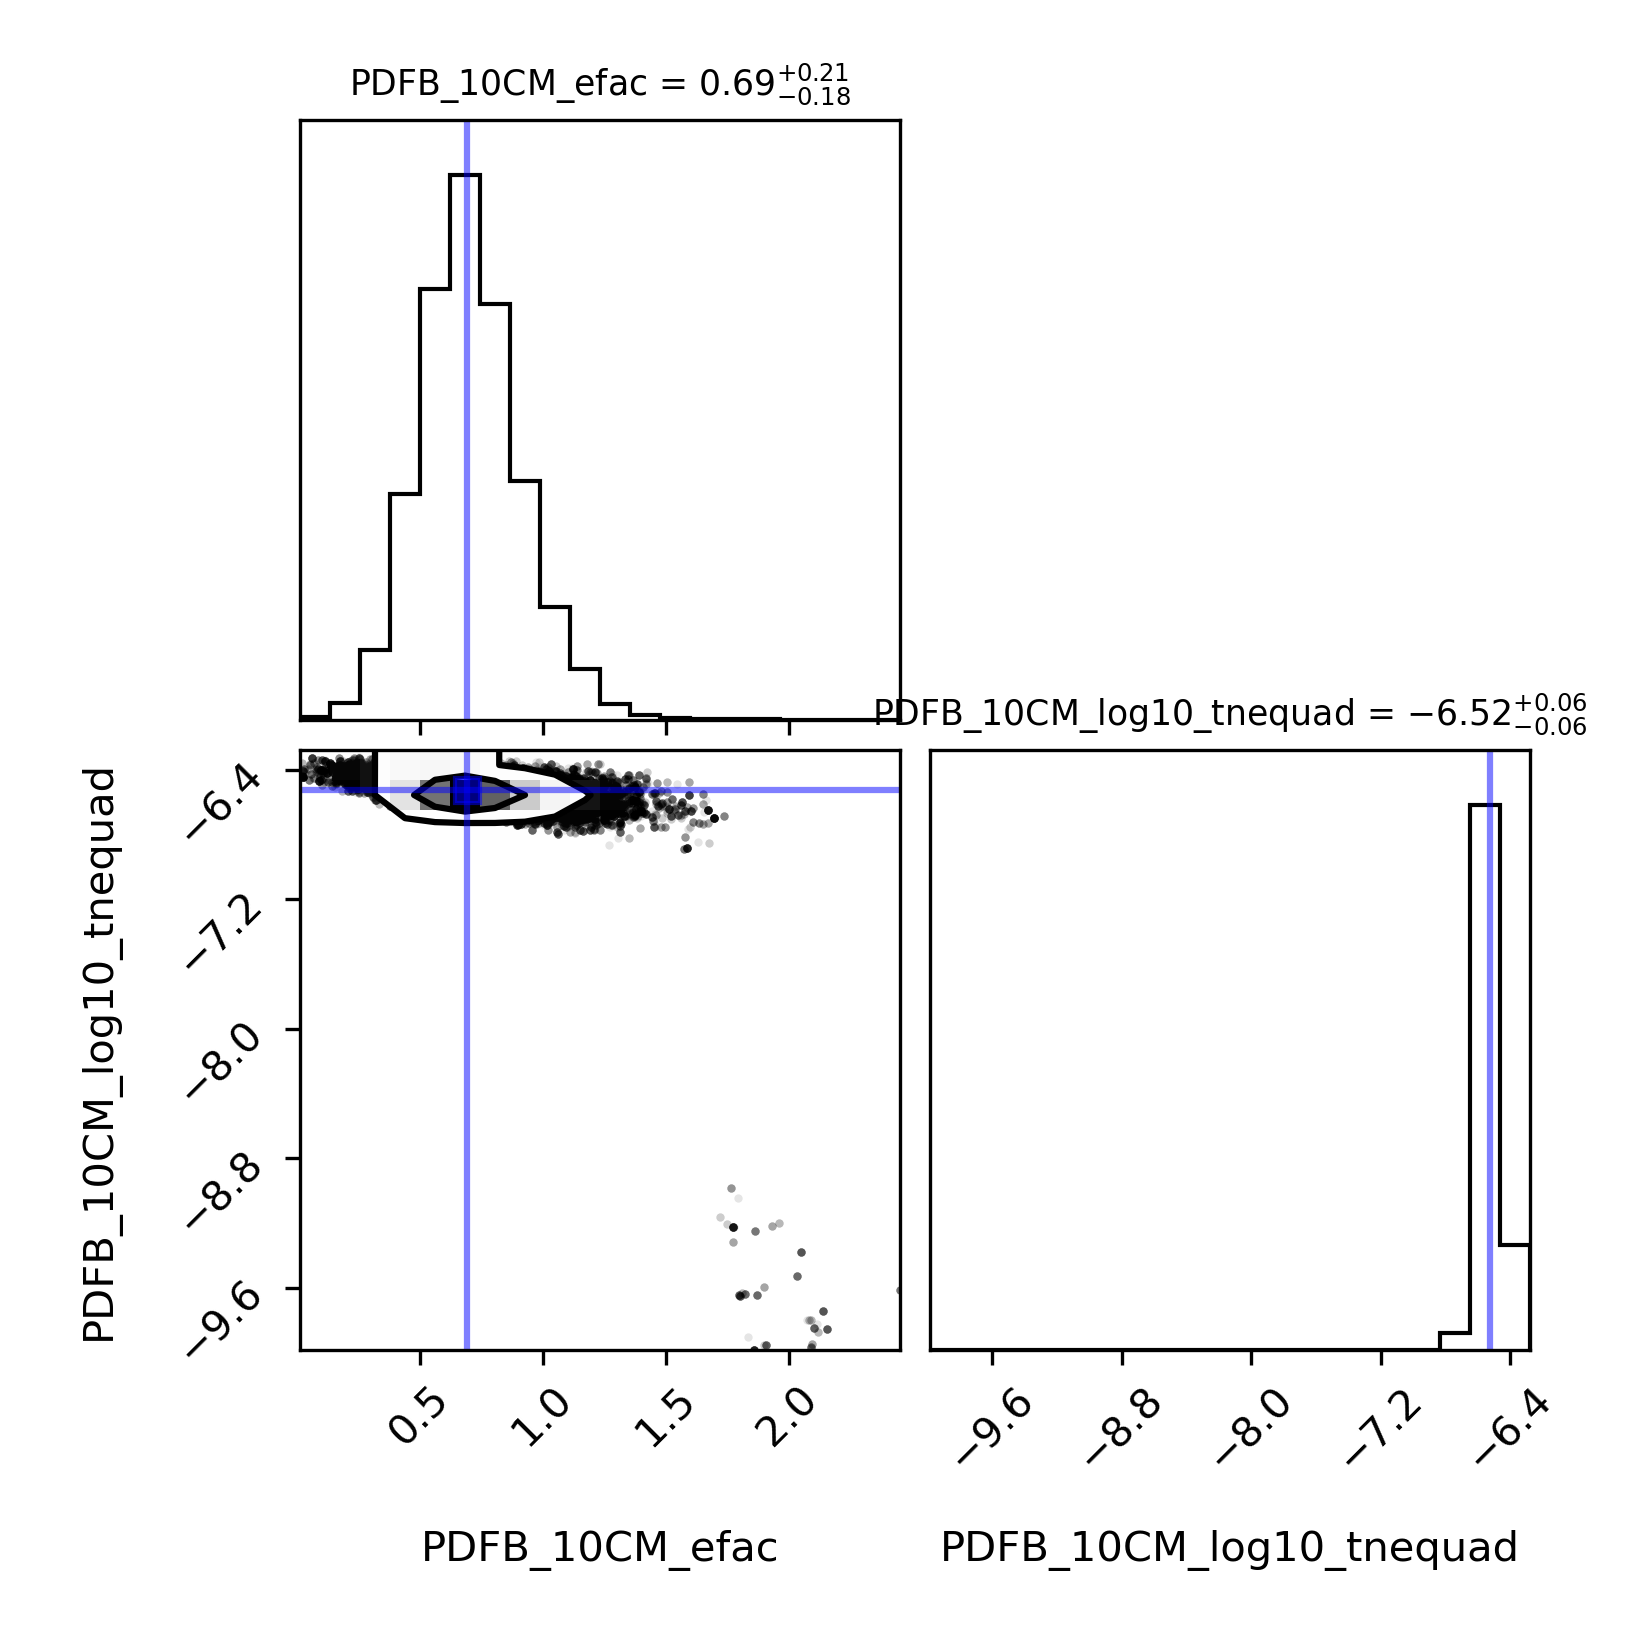 PDFB_10CM_efac = 0.69 +0.21 −0.18
PDFB_10CM_log10_tnequad = −6.52 +0.06 −0.06
PDFB_10CM_log10_tnequad
−6.4
−7.2
−8.0
−8.8
−9.6
0.5 1.0 1.5 2.0
−9.6 −8.8 −8.0 −7.2 −6.4
PDFB_10CM_efac
PDFB_10CM_log10_tnequad